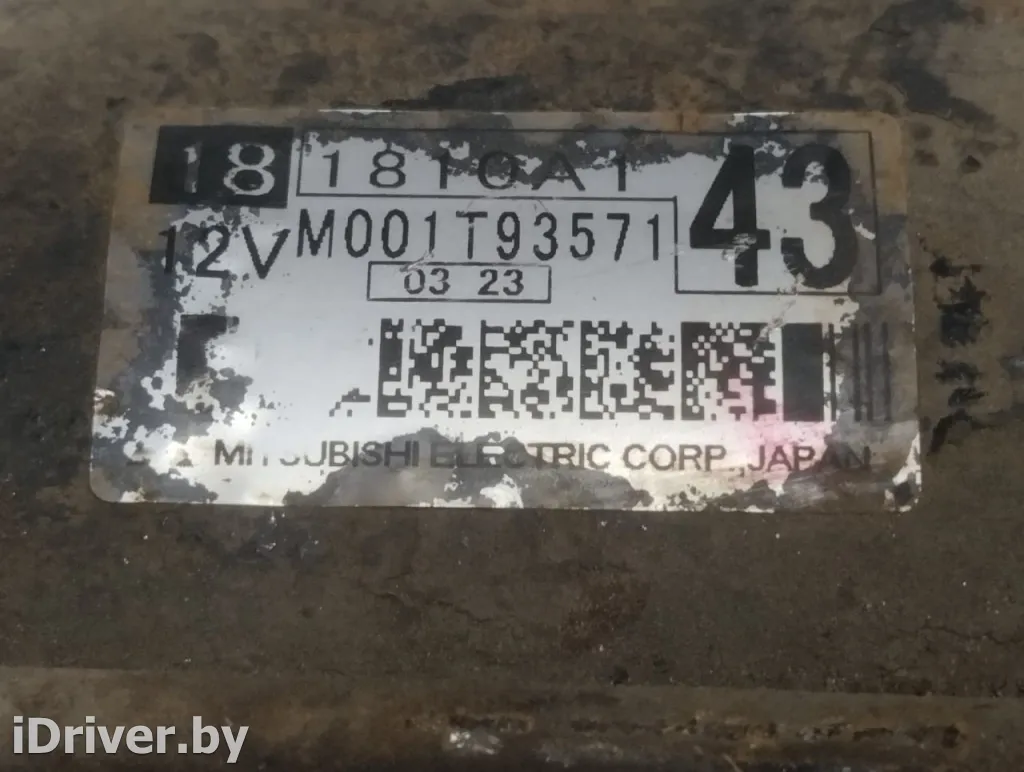 18 1810A1 43
12V M001T93571
03 23
MITSUBISHI ELECTRIC CORP.,JAPAN
iDriver.by